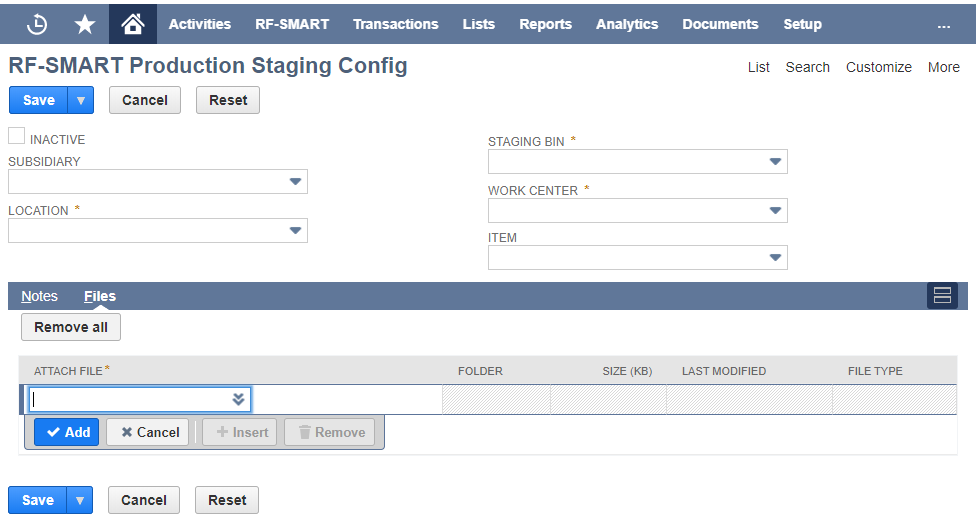 Activities RF-SMART Transactions Lists Reports Analytics Documents Setup ...
RF-SMART Production Staging Config
List Search Customize More
Save Cancel Reset
INACTIVE
SUBSIDIARY
LOCATION *
STAGING BIN *
WORK CENTER *
ITEM
Notes Files
Remove all
ATTACH FILE * FOLDER SIZE (KB) LAST MODIFIED FILE TYPE
Add Cancel Insert Remove
Save Cancel Reset